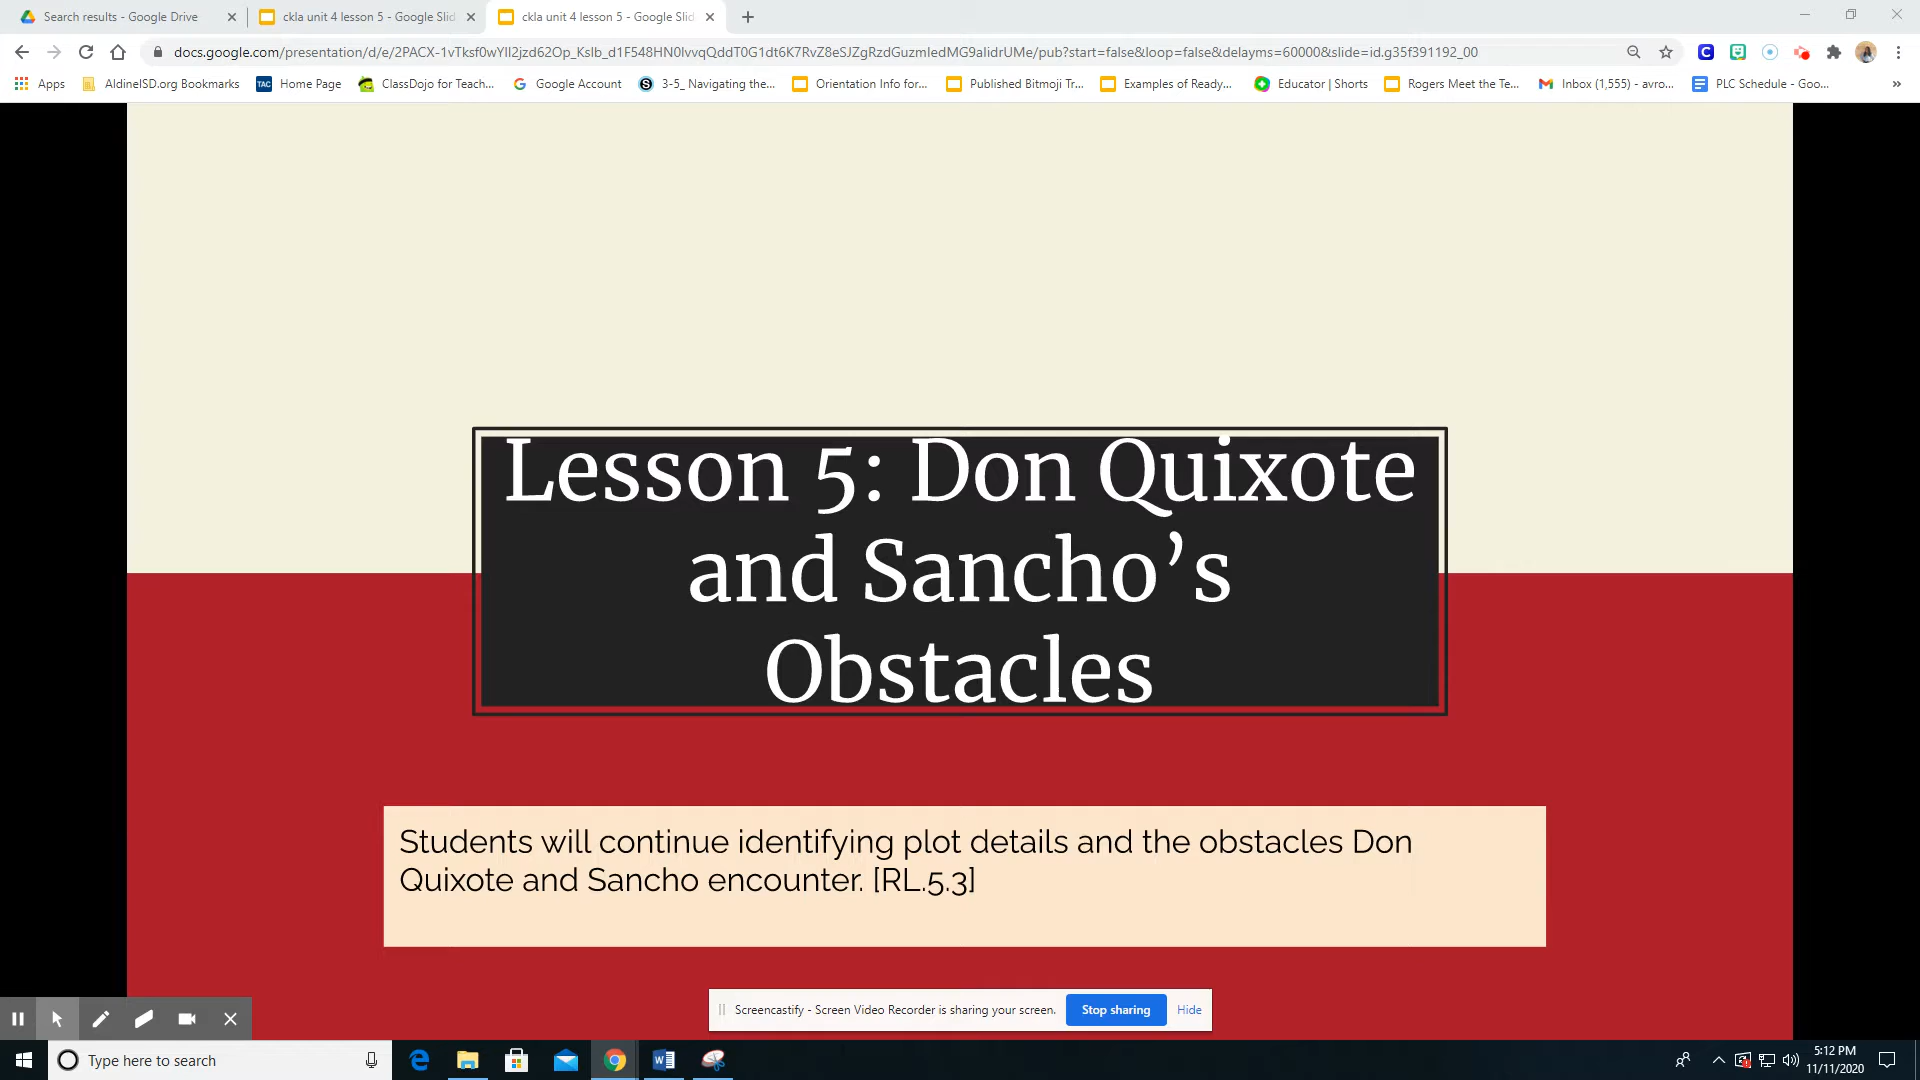 Search results - Google Drive
ckla unit 4 lesson 5 - Google Slid
ckla unit 4 lesson 5 - Google Slid
docs.google.com/presentation/d/e/2PACX-1vTksf0wYIl2jzd62Op_KsIb_d1F548HN0lvvqQddT0G1dt6K7RvZ8eSJZgRzdGuzmIedMG9aIidrUMe/pub?start=false&loop=false&delayms=60000&slide=id.g35f391192_00
Apps AldineISD.org Bookmarks TAC Home Page ClassDojo for Teach... Google Account 3-5_ Navigating the... Orientation Info for... Published Bitmoji Tr... Examples of Ready... Educator | Shorts Rogers Meet the Te... Inbox (1,555) - avro... PLC Schedule - Goo... »
Lesson 5: Don Quixote
and Sancho’s
Obstacles
Students will continue identifying plot details and the obstacles Don
Quixote and Sancho encounter. [RL.5.3]
Screencastify - Screen Video Recorder is sharing your screen. Stop sharing Hide
Type here to search
5:12 PM
11/11/2020